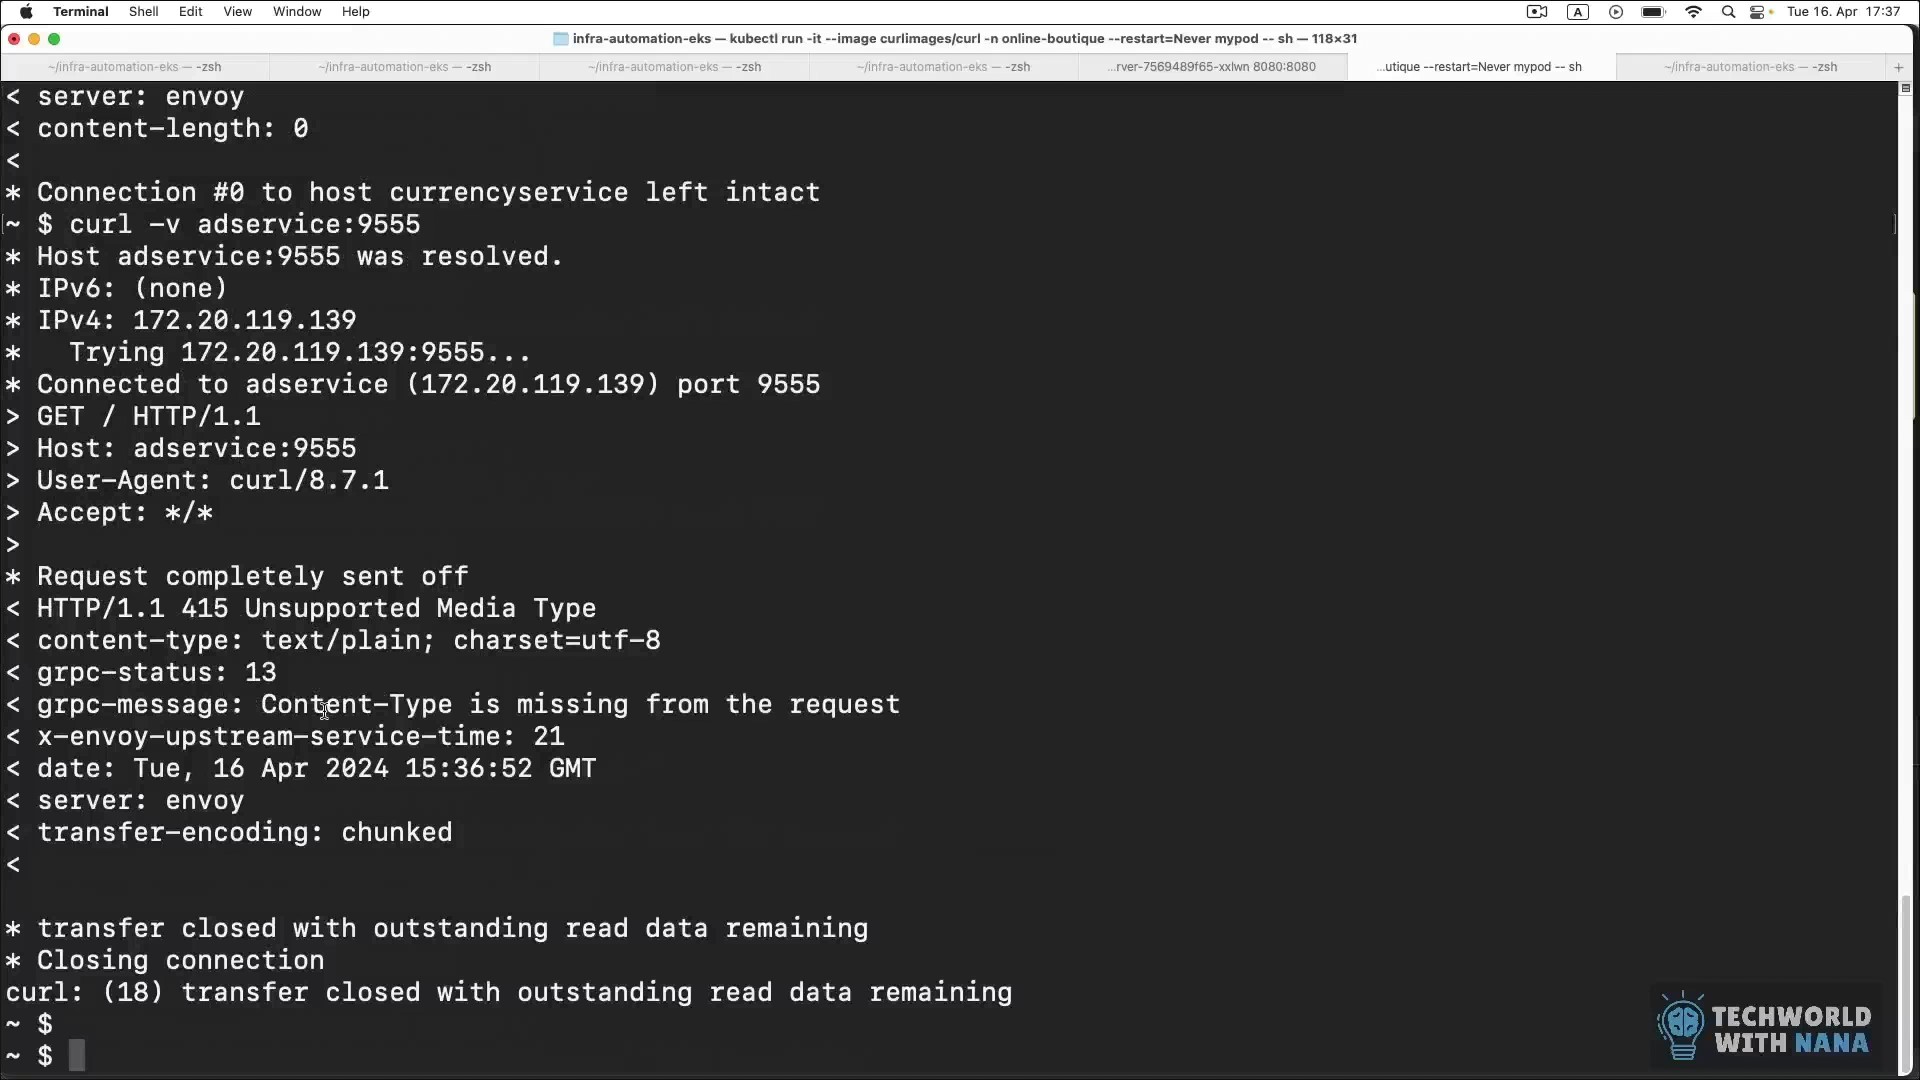 Terminal Shell Edit View Window Help A Tue 16. Apr 17:37
infra-automation-eks — kubectl run -it --image curlimages/curl -n online-boutique --restart=Never mypod -- sh — 118×31
~/infra-automation-eks — -zsh ~/infra-automation-eks — -zsh ~/infra-automation-eks — -zsh ~/infra-automation-eks — -zsh ...rver-7569489f65-xxlwn 8080:8080 ...utique --restart=Never mypod -- sh ~/infra-automation-eks — -zsh +
< server: envoy
< content-length: 0
<
* Connection #0 to host currencyservice left intact
~ $ curl -v adservice:9555
* Host adservice:9555 was resolved.
* IPv6: (none)
* IPv4: 172.20.119.139
*   Trying 172.20.119.139:9555...
* Connected to adservice (172.20.119.139) port 9555
> GET / HTTP/1.1
> Host: adservice:9555
> User-Agent: curl/8.7.1
> Accept: */*
>
* Request completely sent off
< HTTP/1.1 415 Unsupported Media Type
< content-type: text/plain; charset=utf-8
< grpc-status: 13
< grpc-message: Content-Type is missing from the request
< x-envoy-upstream-service-time: 21
< date: Tue, 16 Apr 2024 15:36:52 GMT
< server: envoy
< transfer-encoding: chunked
<
* transfer closed with outstanding read data remaining
* Closing connection
curl: (18) transfer closed with outstanding read data remaining
~ $
~ $
TECHWORLD
WITH NANA